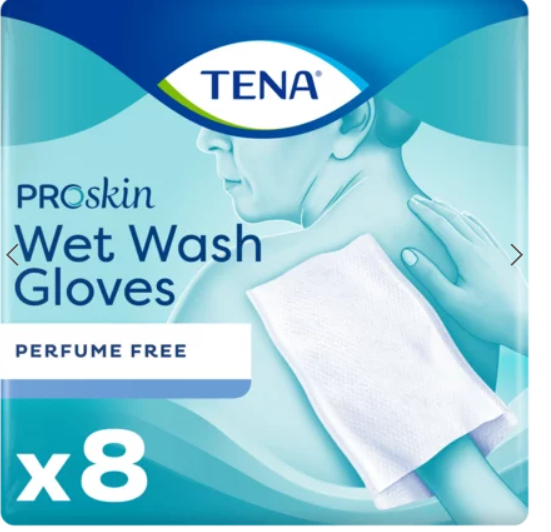 TENA®
PROskin
Wet Wash
Gloves
PERFUME FREE
x8